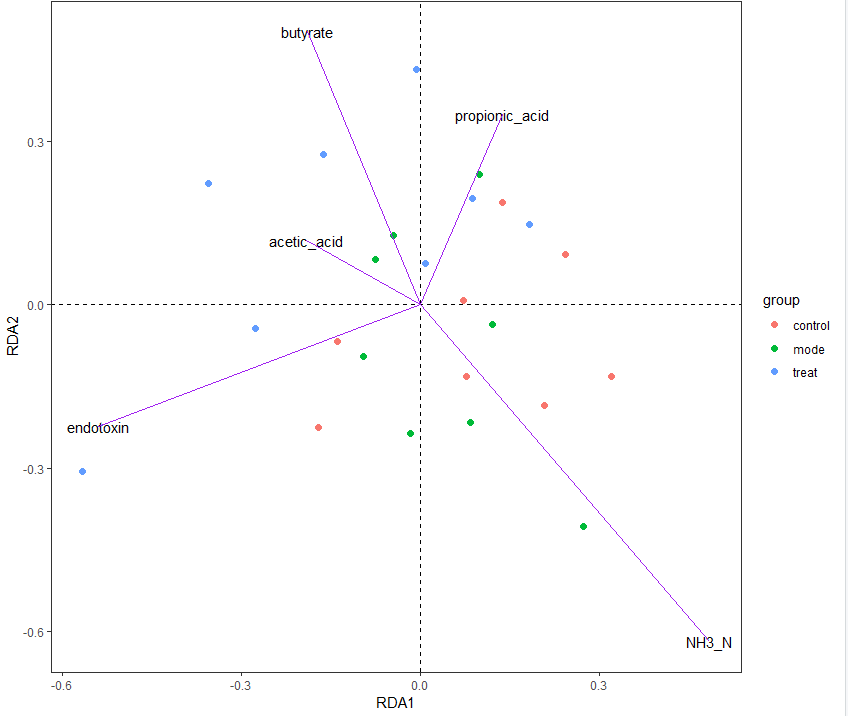 butyrate
propionic_acid
0.3
acetic_acid
0.0
group
control
mode
treat
RDA2
endotoxin
-0.3
-0.6
NH3_N
-0.6
-0.3
0.0
0.3
RDA1